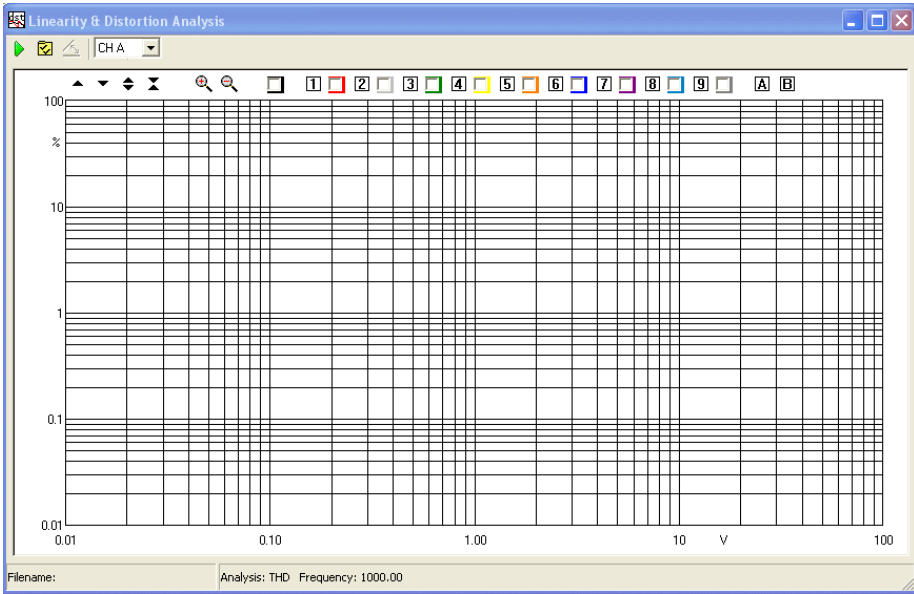 dst Linearity & Distortion Analysis
CH A
1 2 3 4 5 6 7 8 9 A B
100
%
10
1
0.1
0.01
0.01 0.10 1.00 10 V 100
Filename: Analysis: THD Frequency: 1000.00